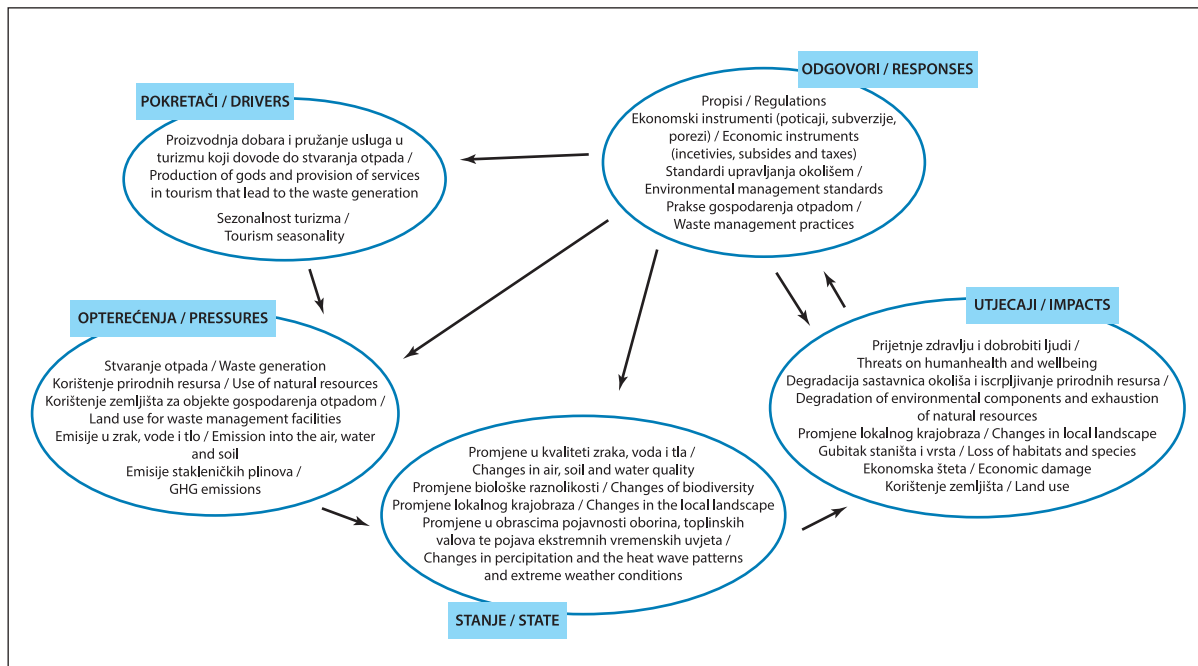 POKRETAČI / DRIVERS
Proizvodnja dobara i pružanje usluga u
turizmu koji dovode do stvaranja otpada /
Production of gods and provision of services
in tourism that lead to the waste generation
Sezonalnost turizma /
Tourism seasonality
ODGOVORI / RESPONSES
Propisi / Regulations
Ekonomski instrumenti (poticaji, subverzije,
porezi) / Economic instruments
(incetivies, subsides and taxes)
Standardi upravljanja okolišem /
Environmental management standards
Prakse gospodarenja otpadom /
Waste management practices
OPTEREĆENJA / PRESSURES
Stvaranje otpada / Waste generation
Korištenje prirodnih resursa / Use of natural resources
Korištenje zemljišta za objekte gospodarenja otpadom /
Land use for waste management facilities
Emisije u zrak, vode i tlo / Emission into the air, water
and soil
Emisije stakleničkih plinova /
GHG emissions
UTJECAJI / IMPACTS
Prijetnje zdravlju i dobrobiti ljudi /
Threats on humanhealth and wellbeing
Degradacija sastavnica okoliša i iscrpljivanje prirodnih resursa /
Degradation of environmental components and exhaustion
of natural resources
Promjene lokalnog krajobraza / Changes in local landscape
Gubitak staništa i vrsta / Loss of habitats and species
Ekonomska šteta / Economic damage
Korištenje zemljišta / Land use
Promjene u kvaliteti zraka, voda i tla /
Changes in air, soil and water quality
Promjene biološke raznolikosti / Changes of biodiversity
Promjene lokalnog krajobraza / Changes in the local landscape
Promjene u obrascima pojavnosti oborina, toplinskih
valova te pojava ekstremnih vremenskih uvjeta /
Changes in percipitation and the heat wave patterns
and extreme weather conditions
STANJE / STATE